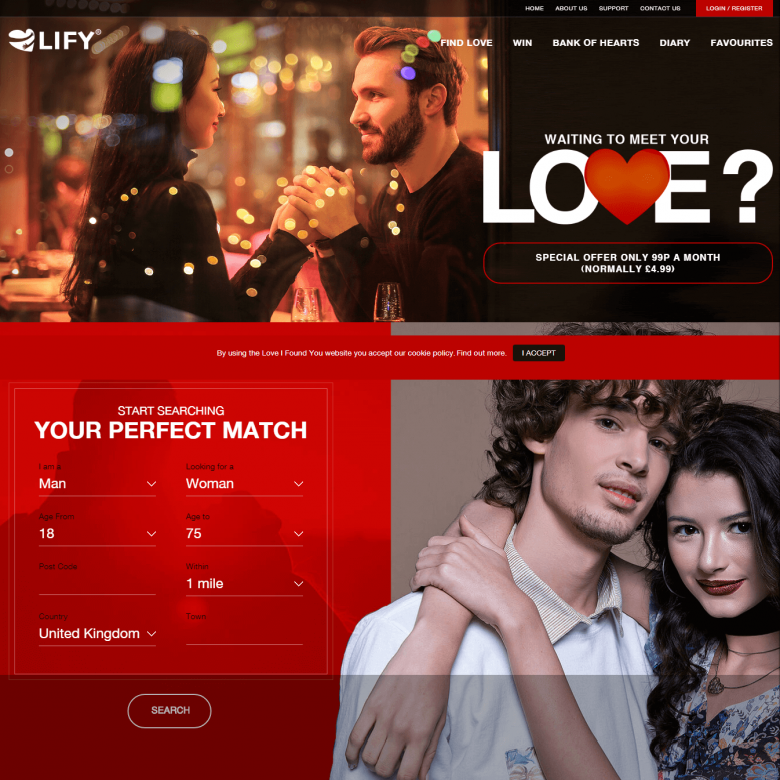 HOME ABOUT US SUPPORT CONTACT US LOGIN / REGISTER
LIFY®
FIND LOVE WIN BANK OF HEARTS DIARY FAVOURITES
WAITING TO MEET YOUR
LOVE?
SPECIAL OFFER ONLY 99P A MONTH
(NORMALLY £4.99)
By using the Love I Found You website you accept our cookie policy. Find out more. I ACCEPT
START SEARCHING
YOUR PERFECT MATCH
I am a Looking for a
Man Woman
Age From Age to
18 75
Post Code Within
1 mile
Country Town
United Kingdom
SEARCH